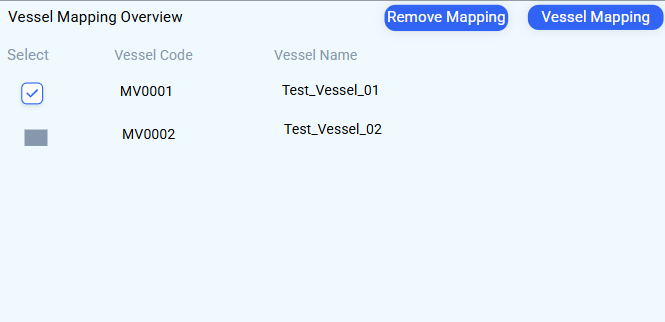 Vessel Mapping Overview Remove Mapping Vessel Mapping
Select Vessel Code Vessel Name
MV0001 Test_Vessel_01
MV0002 Test_Vessel_02